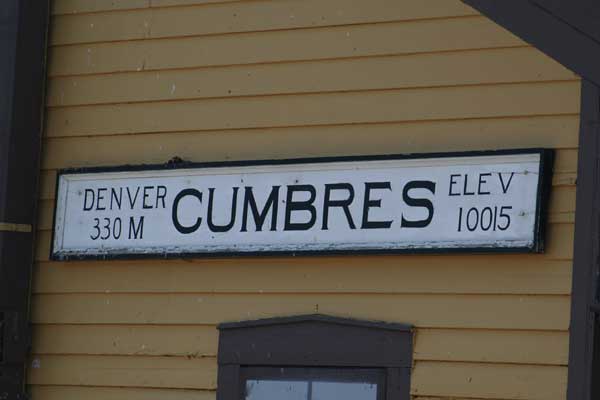 DENVER
330 M
CUMBRES
ELEV
10015